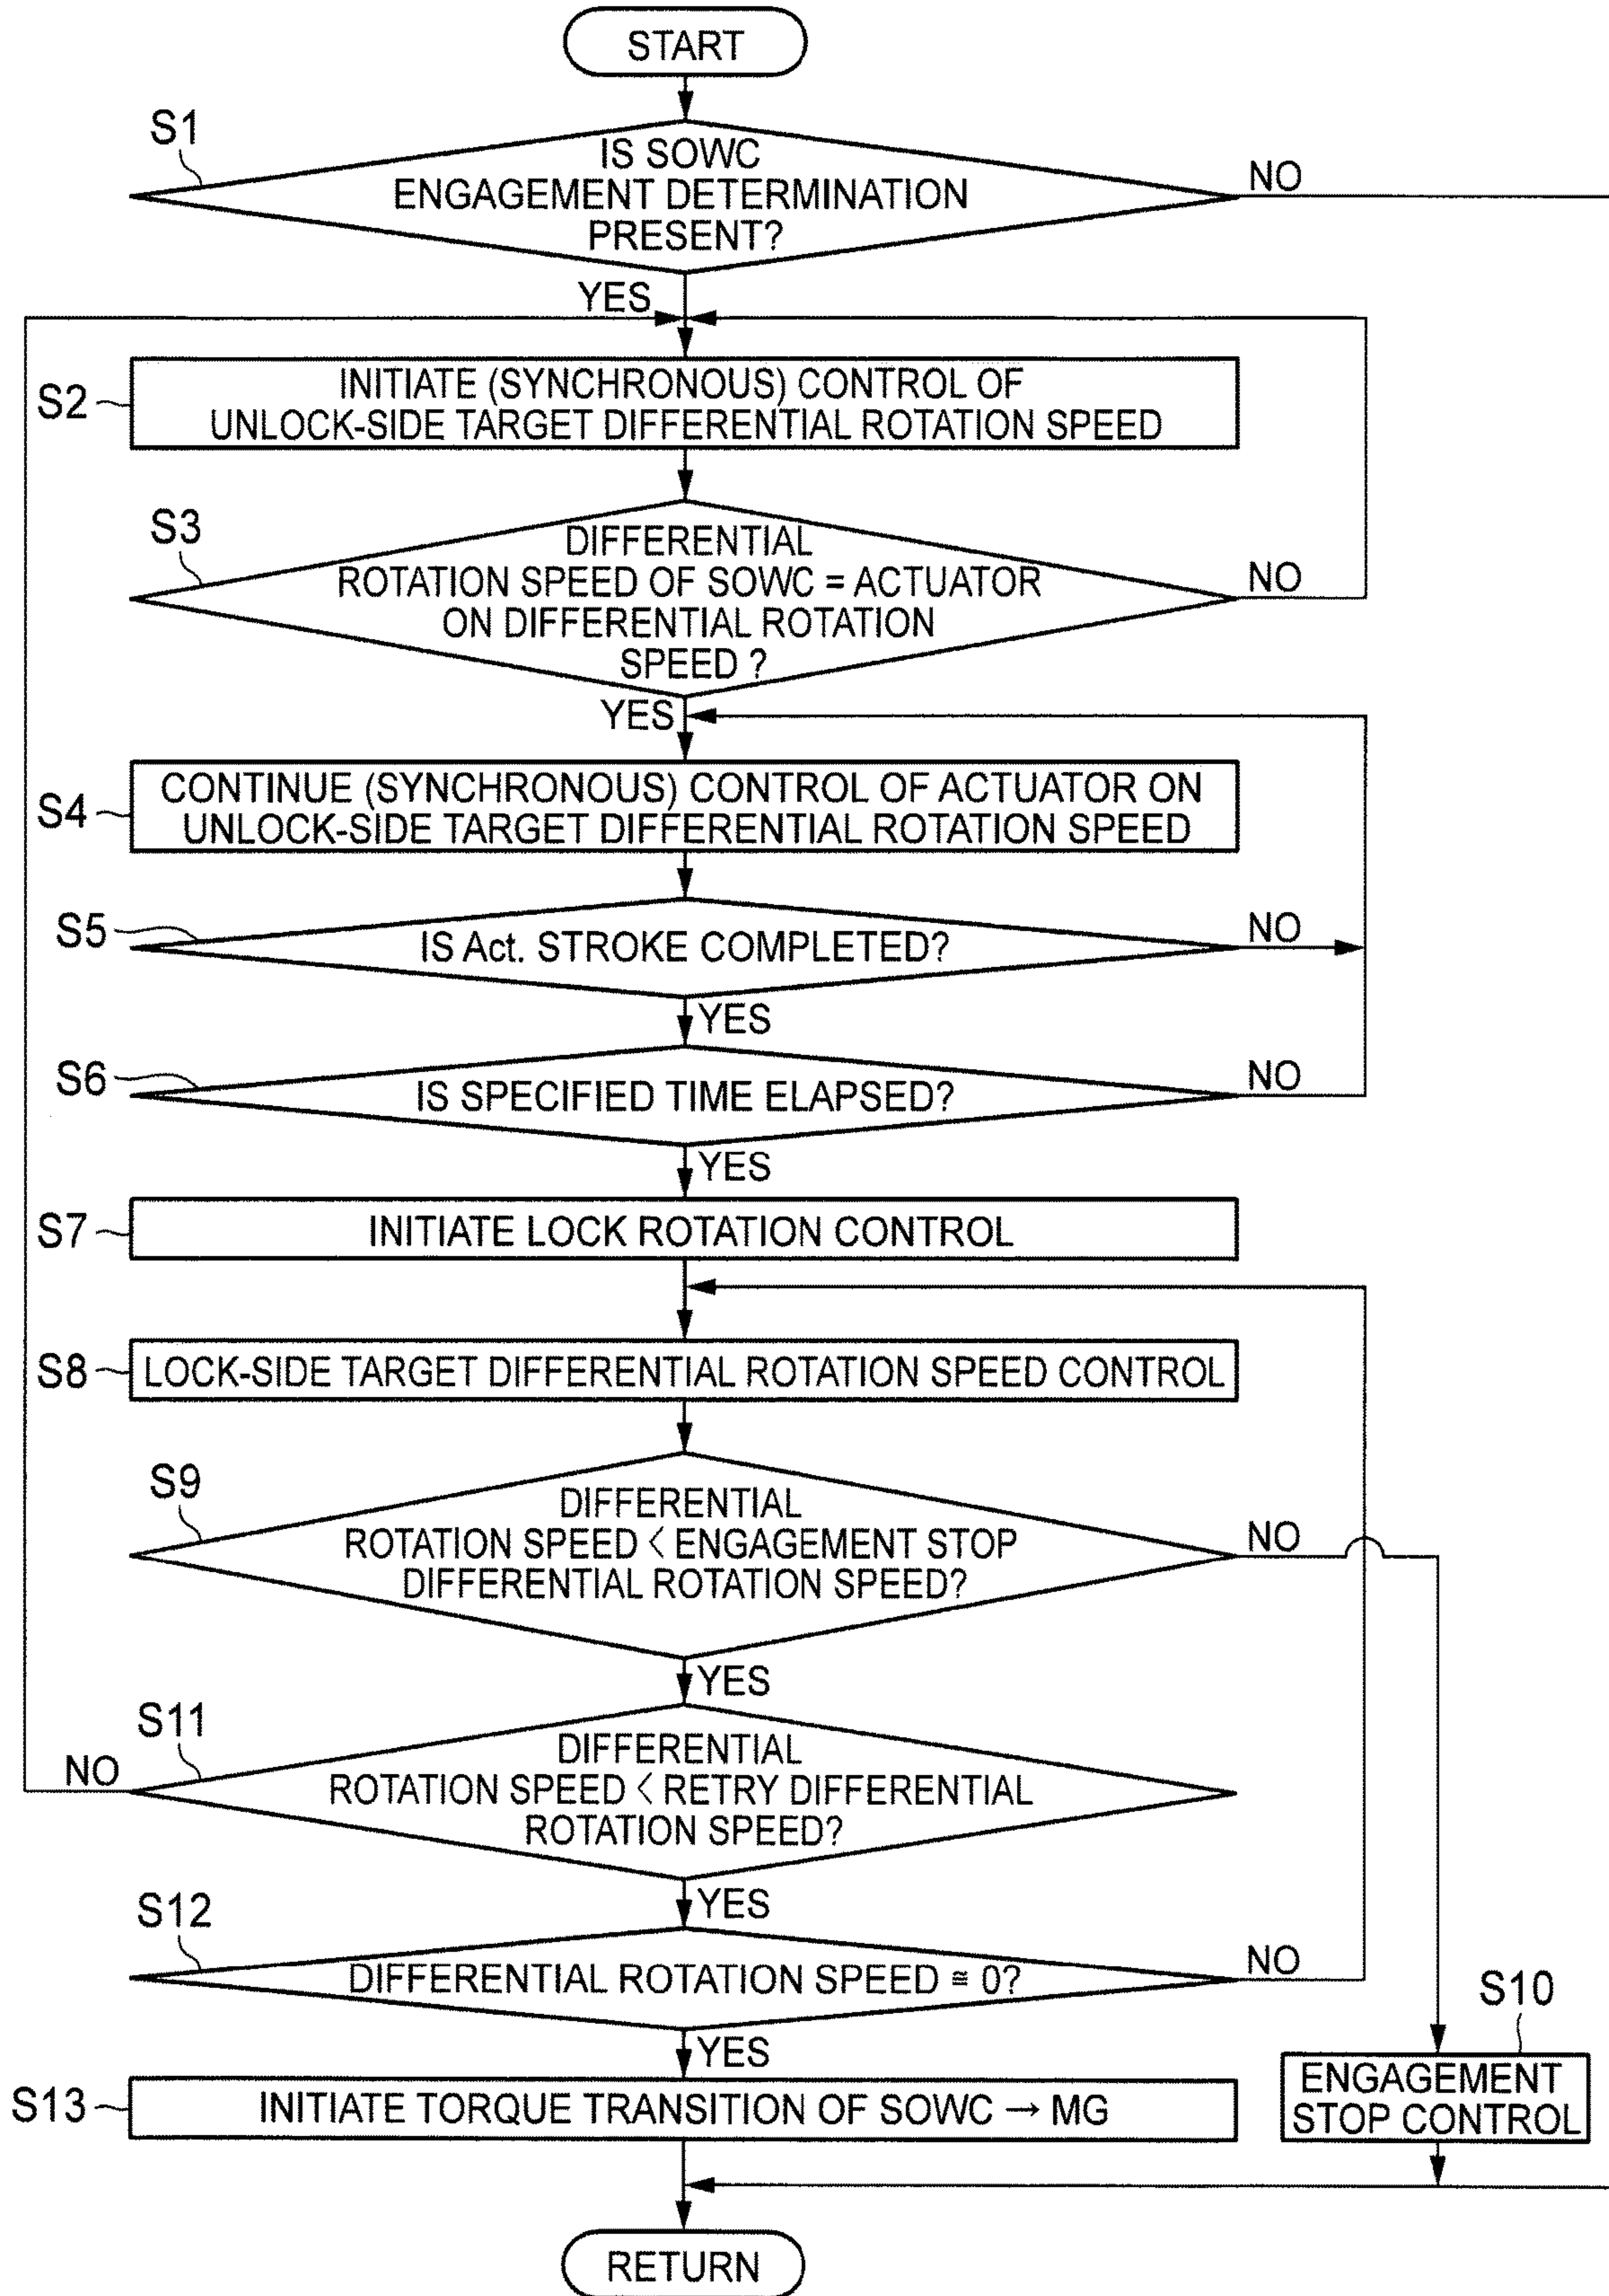 START
S1
IS SOWC
ENGAGEMENT DETERMINATION
PRESENT?
NO
YES
S2
INITIATE (SYNCHRONOUS) CONTROL OF
UNLOCK-SIDE TARGET DIFFERENTIAL ROTATION SPEED
S3
DIFFERENTIAL
ROTATION SPEED OF SOWC = ACTUATOR
ON DIFFERENTIAL ROTATION
SPEED ?
NO
YES
S4
CONTINUE (SYNCHRONOUS) CONTROL OF ACTUATOR ON
UNLOCK-SIDE TARGET DIFFERENTIAL ROTATION SPEED
S5
IS Act. STROKE COMPLETED?
NO
YES
S6
IS SPECIFIED TIME ELAPSED?
NO
YES
S7
INITIATE LOCK ROTATION CONTROL
S8
LOCK-SIDE TARGET DIFFERENTIAL ROTATION SPEED CONTROL
S9
DIFFERENTIAL
ROTATION SPEED < ENGAGEMENT STOP
DIFFERENTIAL ROTATION SPEED?
NO
YES
S11
DIFFERENTIAL
ROTATION SPEED < RETRY DIFFERENTIAL
ROTATION SPEED?
NO
YES
S12
DIFFERENTIAL ROTATION SPEED ≅ 0?
NO
YES
S10
ENGAGEMENT
STOP CONTROL
S13
INITIATE TORQUE TRANSITION OF SOWC → MG
RETURN